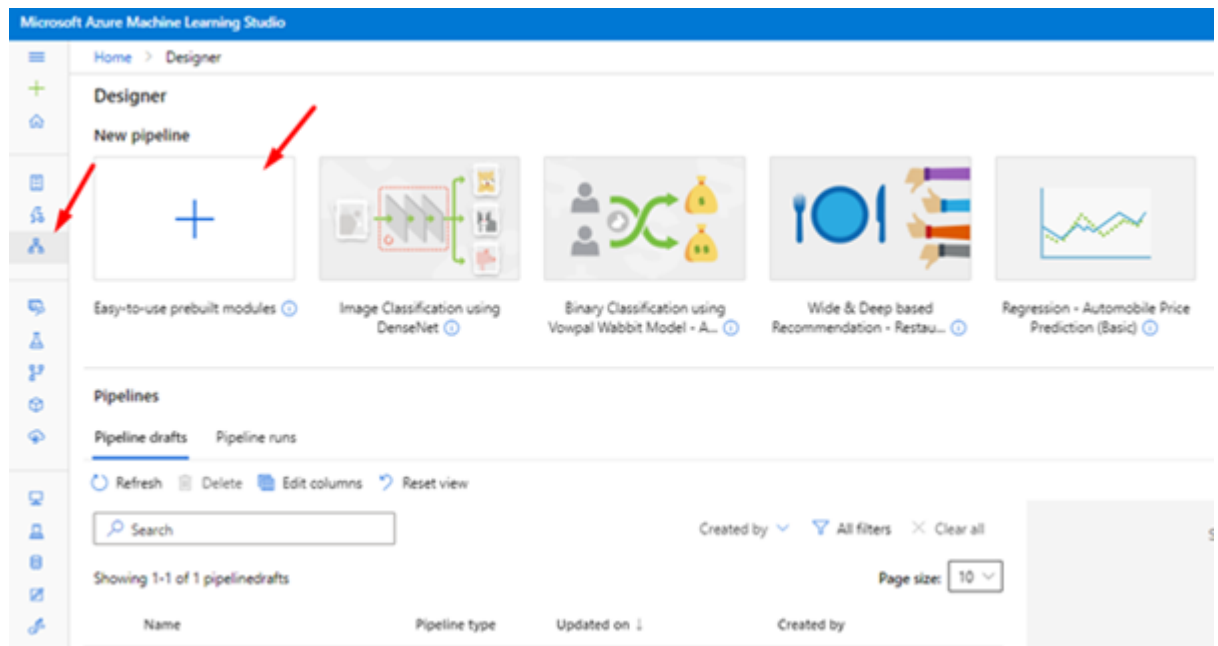 Microsoft Azure Machine Learning Studio
Home > Designer
Designer
New pipeline
Easy-to-use prebuilt modules
Image Classification using
DenseNet
Binary Classification using
Vowpal Wabbit Model - A...
Wide & Deep based
Recommendation - Restau...
Regression - Automobile Price
Prediction (Basic)
Pipelines
Pipeline drafts Pipeline runs
Refresh Delete Edit columns Reset view
Search
Created by All filters Clear all
S
Showing 1-1 of 1 pipelinedrafts
Page size: 10
Name Pipeline type Updated on ↓ Created by